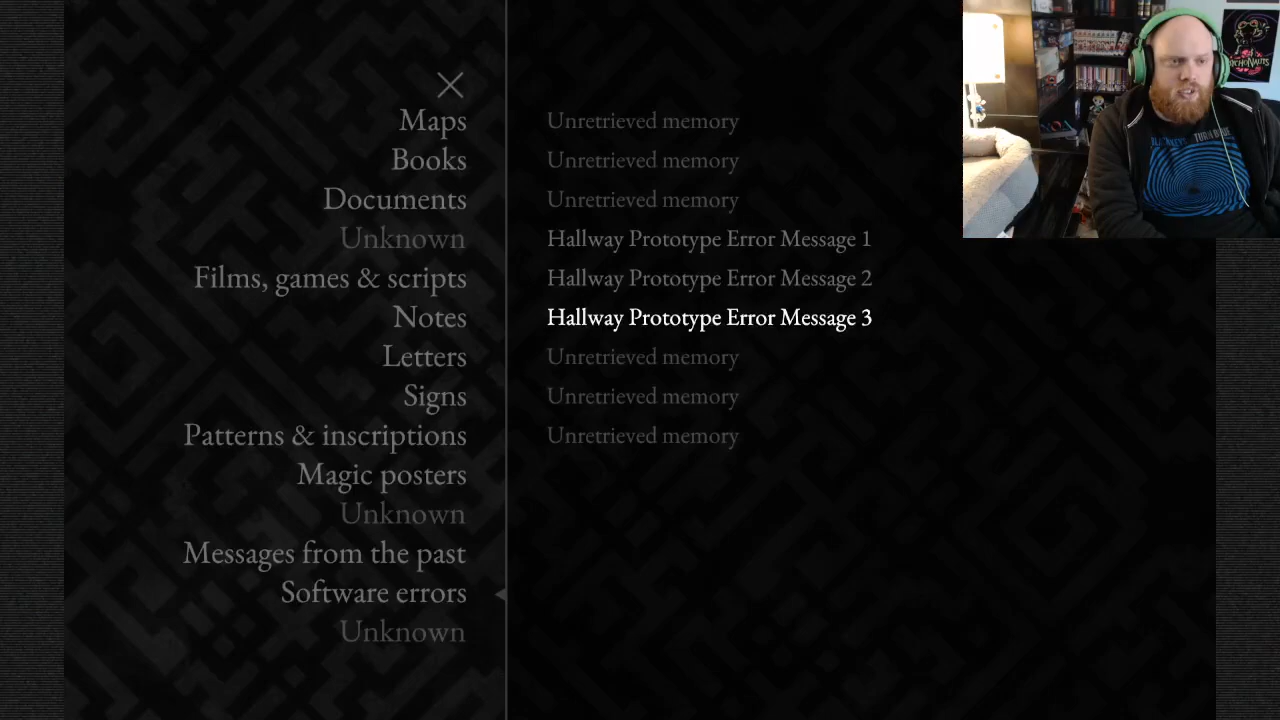 Maps
Books
Documents
Unknown
Films, games & scripts
Notes
Letters
Signs
Patterns & inscriptions
Magic posters
Unknown
Messages from the past
Software errors
Unknown
Unretrieved memory
Unretrieved memory
Unretrieved memory
Hallway Prototype Error Message 1
Hallway Prototype Error Message 2
Hallway Prototype Error Message 3
Unretrieved memory
Unretrieved memory
Unretrieved memory
TURN BLUE